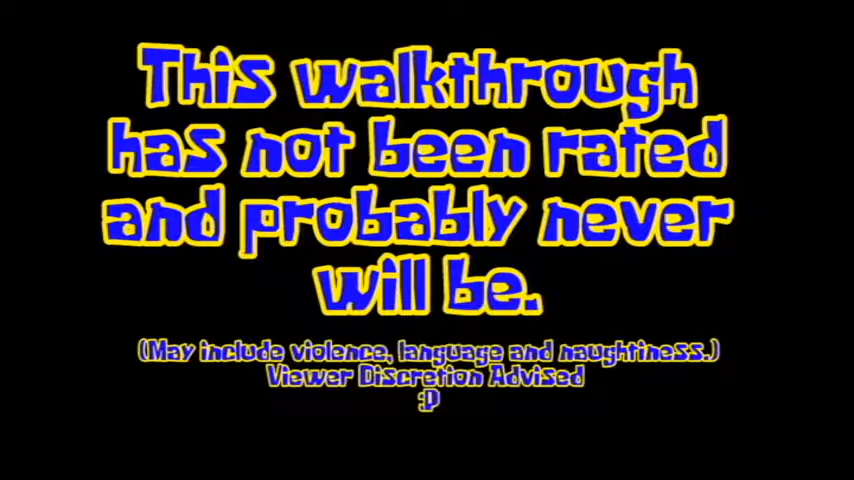 This walkthrough
has not been rated
and probably never
will be.
(May include violence, language and naughtiness.)
Viewer Discretion Advised
:P